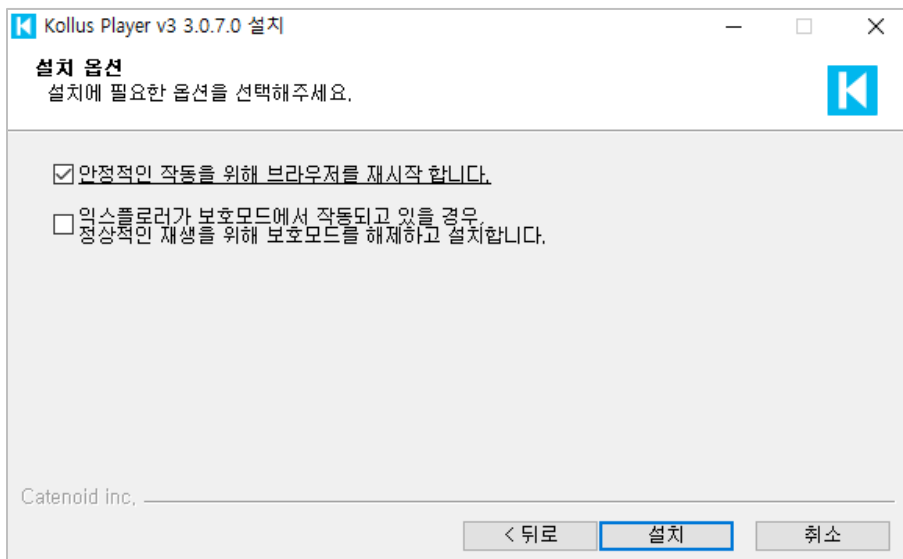 Kollus Player v3 3.0.7.0 설치
설치 옵션
설치에 필요한 옵션을 선택해주세요.
안정적인 작동을 위해 브라우저를 재시작 합니다.
익스플로러가 보호모드에서 작동되고 있을 경우,
정상적인 재생을 위해 보호모드를 해제하고 설치합니다.
Catenoid inc.
< 뒤로
설치
취소